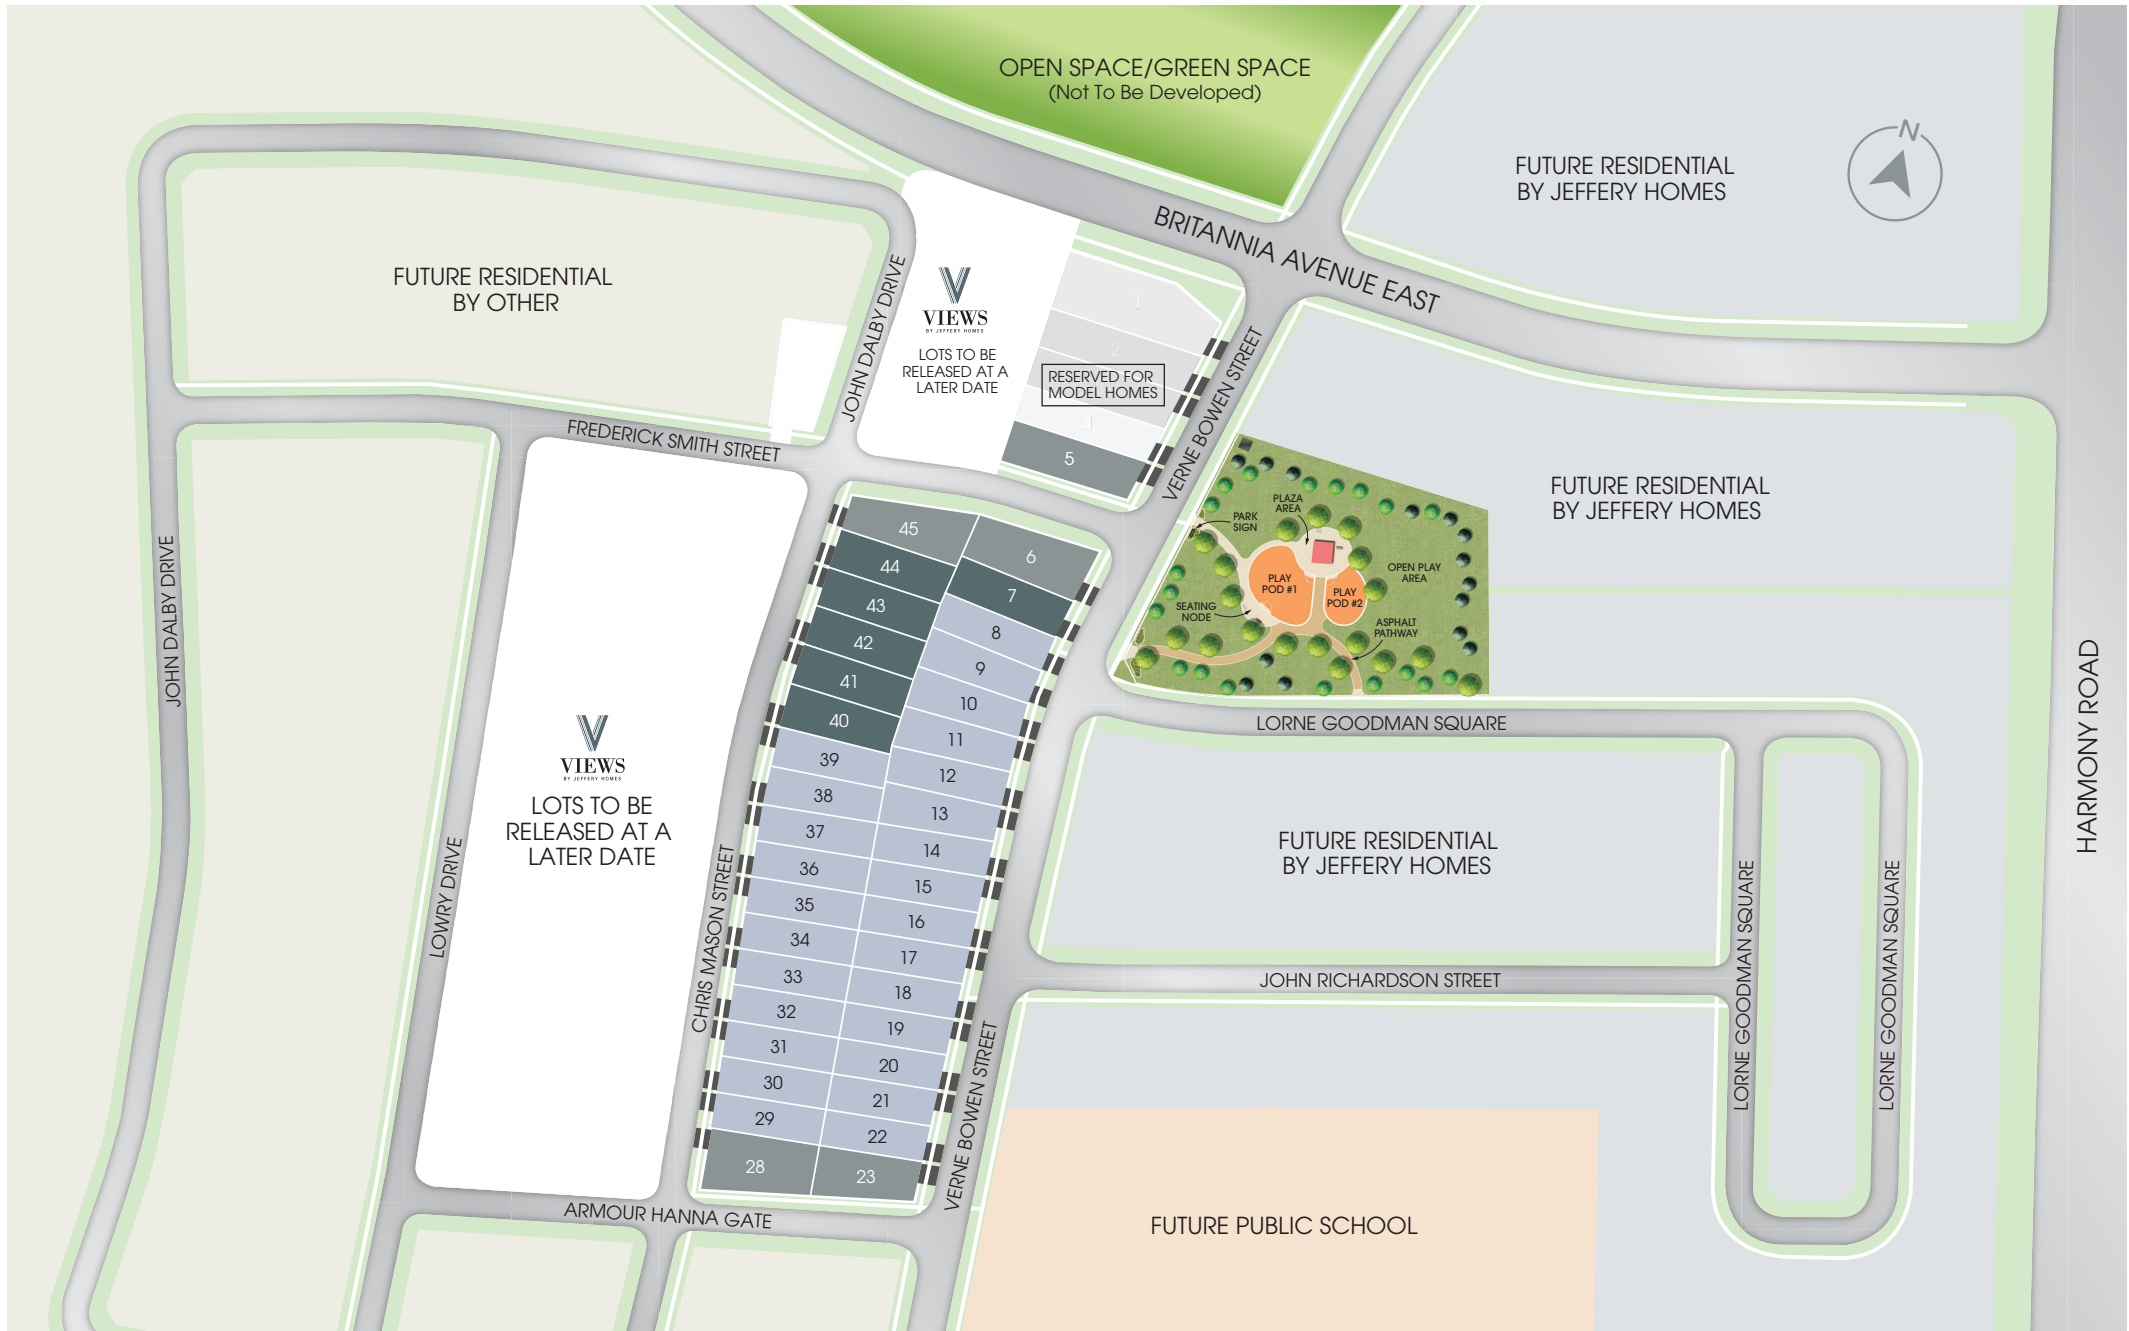 OPEN SPACE/GREEN SPACE
(Not To Be Developed)
N
FUTURE RESIDENTIAL
BY JEFFERY HOMES
BRITANNIA AVENUE EAST
FUTURE RESIDENTIAL
BY OTHER
JOHN DALBY DRIVE
VIEWS
BY JEFFERY HOMES
LOTS TO BE
RELEASED AT A
LATER DATE
1
2
RESERVED FOR
MODEL HOMES
4
5
VERNE BOWEN STREET
FREDERICK SMITH STREET
FUTURE RESIDENTIAL
BY JEFFERY HOMES
PLAZA
AREA
PARK
SIGN
PLAY
POD #1
PLAY
POD #2
OPEN PLAY
AREA
SEATING
NODE
ASPHALT
PATHWAY
JOHN DALBY DRIVE
45
44
43
42
41
40
39
38
37
36
35
34
33
32
31
30
29
28
6
7
8
9
10
11
12
13
14
15
16
17
18
19
20
21
22
23
LORNE GOODMAN SQUARE
HARMONY ROAD
VIEWS
BY JEFFERY HOMES
LOTS TO BE
RELEASED AT A
LATER DATE
LOWRY DRIVE
CHRIS MASON STREET
FUTURE RESIDENTIAL
BY JEFFERY HOMES
LORNE GOODMAN SQUARE
LORNE GOODMAN SQUARE
JOHN RICHARDSON STREET
VERNE BOWEN STREET
ARMOUR HANNA GATE
FUTURE PUBLIC SCHOOL